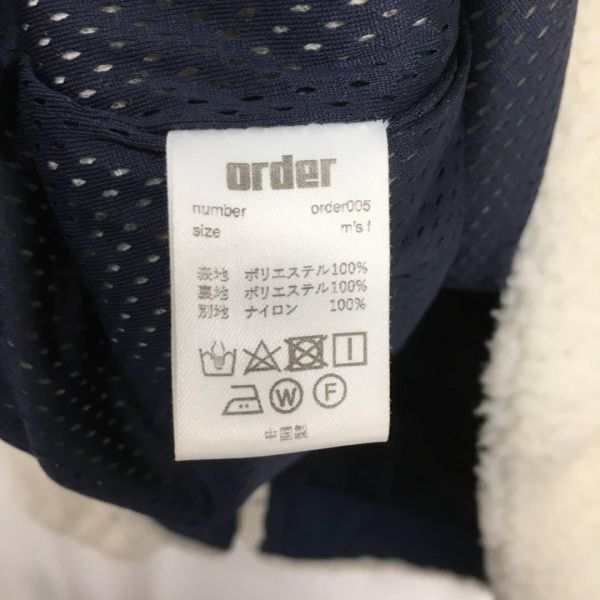 order
number order005
size m's f
表地 ポリエステル100%
裏地 ポリエステル100%
別地 ナイロン 100%
W F
中国製